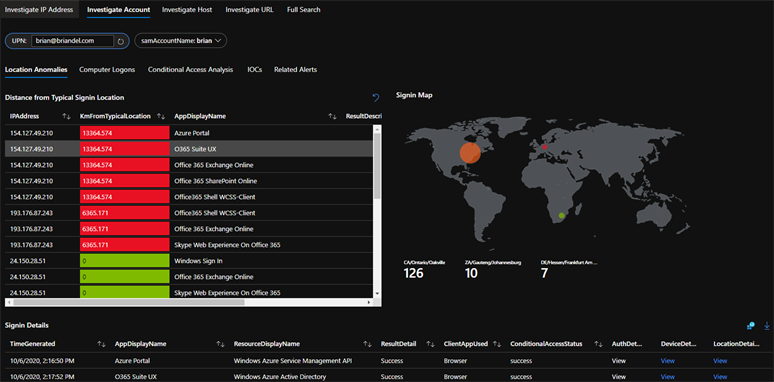 Investigate IP Address Investigate Account Investigate Host Investigate URL Full Search
UPN: brian@briandel.com samAccountName: brian
Location Anomalies Computer Logons Conditional Access Analysis IOCs Related Alerts
Distance from Typical Signin Location
IPAddress KmFromTypicalLocation AppDisplayName ResultDescri
154.127.49.210 13364.574 Azure Portal
154.127.49.210 13364.574 O365 Suite UX
154.127.49.210 13364.574 Office 365 Exchange Online
154.127.49.210 13364.574 Office 365 SharePoint Online
154.127.49.210 13364.574 Office365 Shell WCSS-Client
193.176.87.243 6365.171 Office365 Shell WCSS-Client
193.176.87.243 6365.171 Office 365 Exchange Online
193.176.87.243 6365.171 Skype Web Experience On Office 365
24.150.28.51 0 Windows Sign In
24.150.28.51 0 Office 365 Exchange Online
24.150.28.51 0 Skype Web Experience On Office 365
Signin Map
CA/Ontario/Oakville ZA/Gauteng/Johannesburg DE/Hessen/Frankfurt Am ...
126 10 7
Signin Details
TimeGenerated AppDisplayName ResourceDisplayName ResultDetail ClientAppUsed ConditionalAccessStatus AuthDet... DeviceDet... LocationDetai...
10/6/2020, 2:16:50 PM Azure Portal Windows Azure Service Management API Success Browser success View View View
10/6/2020, 2:17:52 PM O365 Suite UX Windows Azure Active Directory Success Browser success View View View